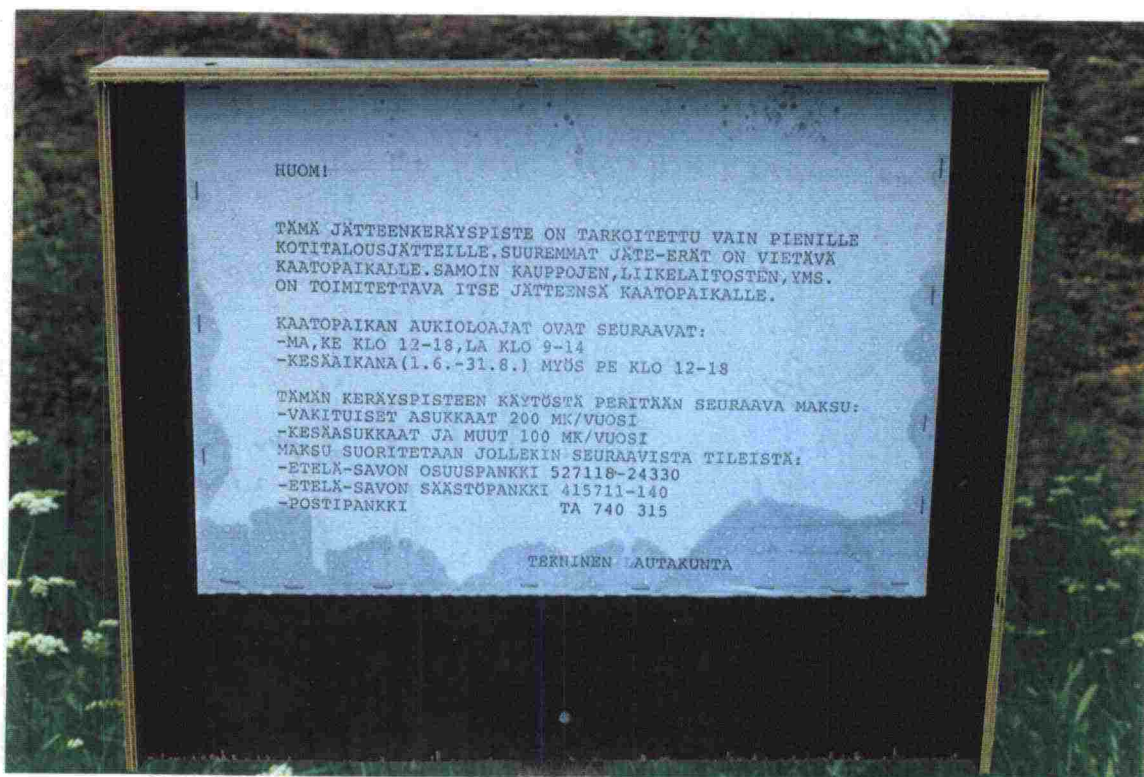 HUOM!
TÄMÄ JÄTTEENKERÄYSPISTE ON TARKOITETTU VAIN PIENILLE
KOTITALOUSJÄTTEILLE.SUUREMMAT JÄTE-ERÄT ON VIETÄVÄ
KAATOPAIKALLE.SAMOIN KAUPPOJEN,LIIKELAITOSTEN,YMS.
ON TOIMITETTAVA ITSE JÄTTEENSÄ KAATOPAIKALLE.
KAATOPAIKAN AUKIOLOAJAT OVAT SEURAAVAT:
-MA,KE KLO 12-18,LA KLO 9-14
-KESÄAIKANA(1.6.-31.8.) MYÖS PE KLO 12-18
TÄMÄN KERÄYSPISTEEN KÄYTÖSTÄ PERITÄÄN SEURAAVA MAKSU:
-VAKITUISET ASUKKAAT 200 MK/VUOSI
-KESÄASUKKAAT JA MUUT 100 MK/VUOSI
MAKSU SUORITETAAN JOLLEKIN SEURAAVISTA TILEISTÄ:
-ETELÄ-SAVON OSUUSPANKKI 527118-24330
-ETELÄ-SAVON SÄÄSTÖPANKKI 415711-140
-POSTIPANKKI TA 740 315
TEKNINEN LAUTAKUNTA